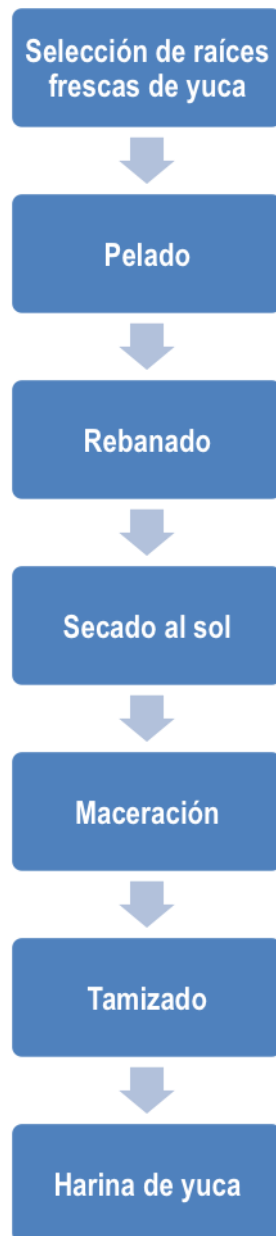 Selección de raíces
frescas de yuca
Pelado
Rebanado
Secado al sol
Maceración
Tamizado
Harina de yuca